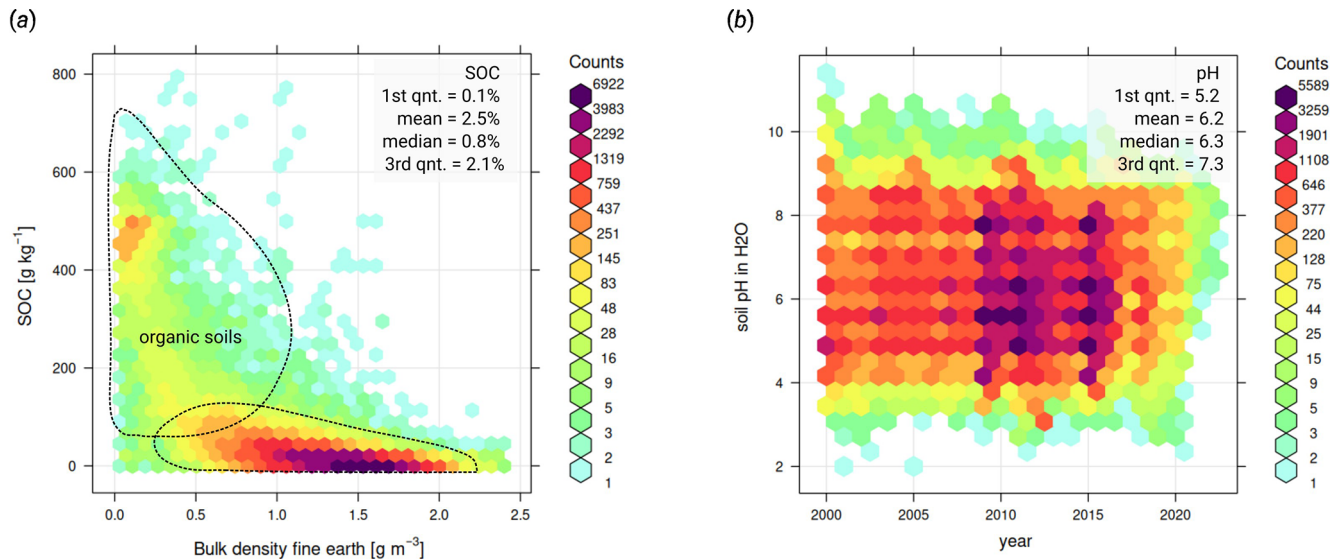 (a)
SOC
1st qnt. = 0.1%
mean = 2.5%
median = 0.8%
3rd qnt. = 2.1%
organic soils
SOC [g kg⁻¹]
800
600
400
200
0
0.0 0.5 1.0 1.5 2.0 2.5
Bulk density fine earth [g m⁻³]
Counts
6922
3983
2292
1319
759
437
251
145
83
48
28
16
9
5
3
2
1
(b)
pH
1st qnt. = 5.2
mean = 6.2
median = 6.3
3rd qnt. = 7.3
soil pH in H2O
10
8
6
4
2
2000 2005 2010 2015 2020
year
Counts
5589
3259
1901
1108
646
377
220
128
75
44
25
15
9
5
3
2
1